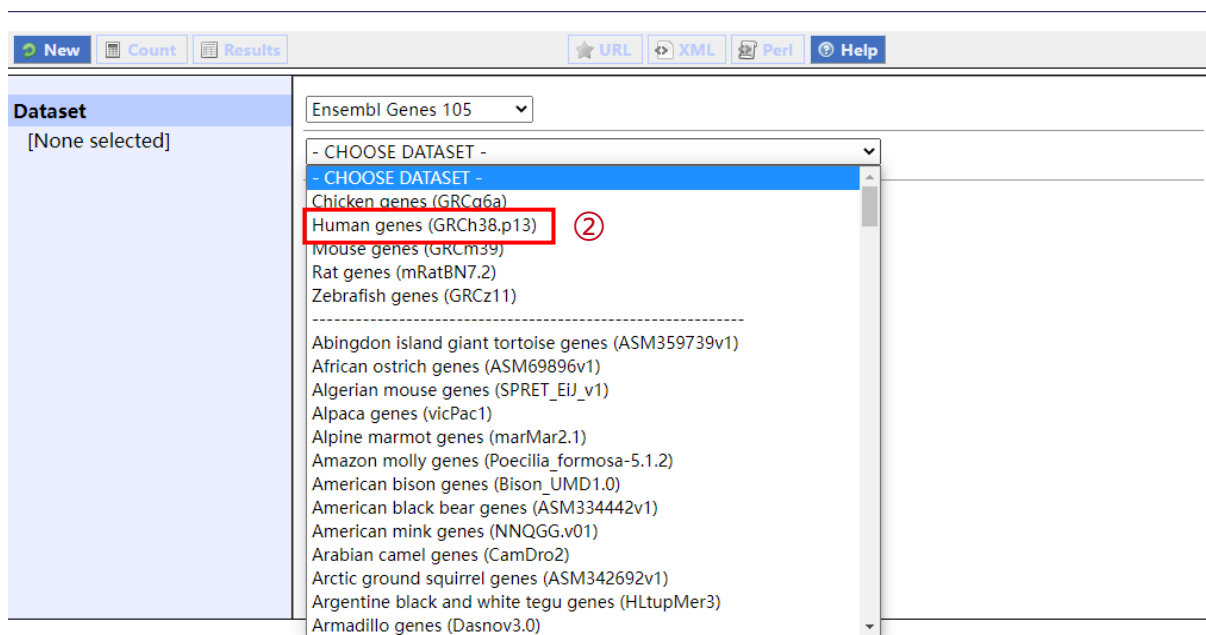 New Count Results URL XML Perl Help
Dataset
[None selected]
Ensembl Genes 105
- CHOOSE DATASET -
- CHOOSE DATASET -
Chicken genes (GRCg6a)
Human genes (GRCh38.p13) ②
Mouse genes (GRCm39)
Rat genes (mRatBN7.2)
Zebrafish genes (GRCz11)
------------------------------------------------------------
Abingdon island giant tortoise genes (ASM359739v1)
African ostrich genes (ASM69896v1)
Algerian mouse genes (SPRET_EiJ_v1)
Alpaca genes (vicPac1)
Alpine marmot genes (marMar2.1)
Amazon molly genes (Poecilia_formosa-5.1.2)
American bison genes (Bison_UMD1.0)
American black bear genes (ASM334442v1)
American mink genes (NNQGG.v01)
Arabian camel genes (CamDro2)
Arctic ground squirrel genes (ASM342692v1)
Argentine black and white tegu genes (HLtupMer3)
Armadillo genes (Dasnov3.0)